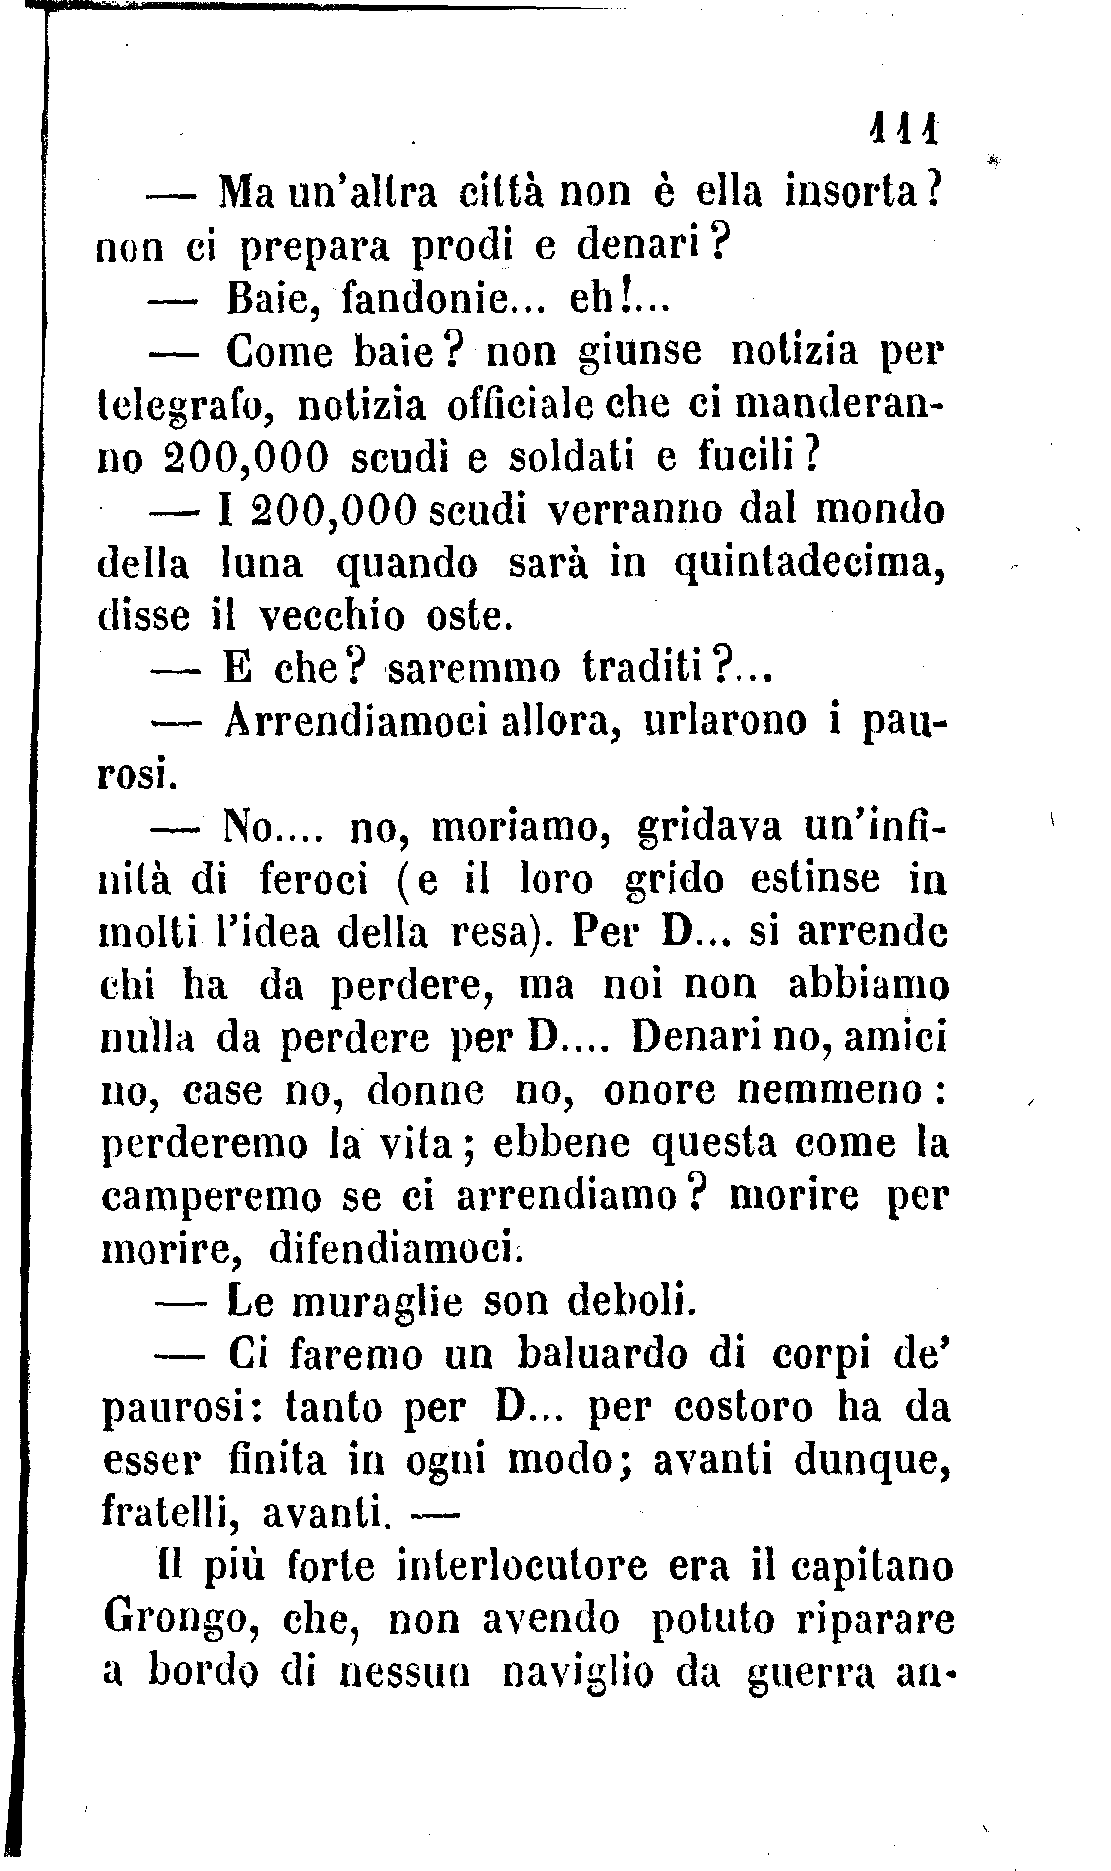 111
— Ma un'altra città non è ella insorta?
non ci prepara prodi e denari?
— Baie, fandonie... eh!...
— Come baie? non giunse notizia per
telegrafo, notizia officiale che ci manderan-
no 200,000 scudi e soldati e fucili?
— I 200,000 scudi verranno dal mondo
della luna quando sarà in quintadecima,
disse il vecchio oste.
— E che? saremmo traditi?...
— Arrendiamoci allora, urlarono i pau-
rosi.
— No.... no, moriamo, gridava un'infi-
nità di feroci (e il loro grido estinse in
molti l'idea della resa). Per D... si arrende
chi ha da perdere, ma noi non abbiamo
nulla da perdere per D.... Denari no, amici
no, case no, donne no, onore nemmeno:
perderemo la vita; ebbene questa come la
camperemo se ci arrendiamo? morire per
morire, difendiamoci.
— Le muraglie son deboli.
— Ci faremo un baluardo di corpi de'
paurosi: tanto per D... per costoro ha da
esser finita in ogni modo; avanti dunque,
fratelli, avanti. —
Il più forte interlocutore era il capitano
Grongo, che, non avendo potuto riparare
a bordo di nessun naviglio da guerra an-